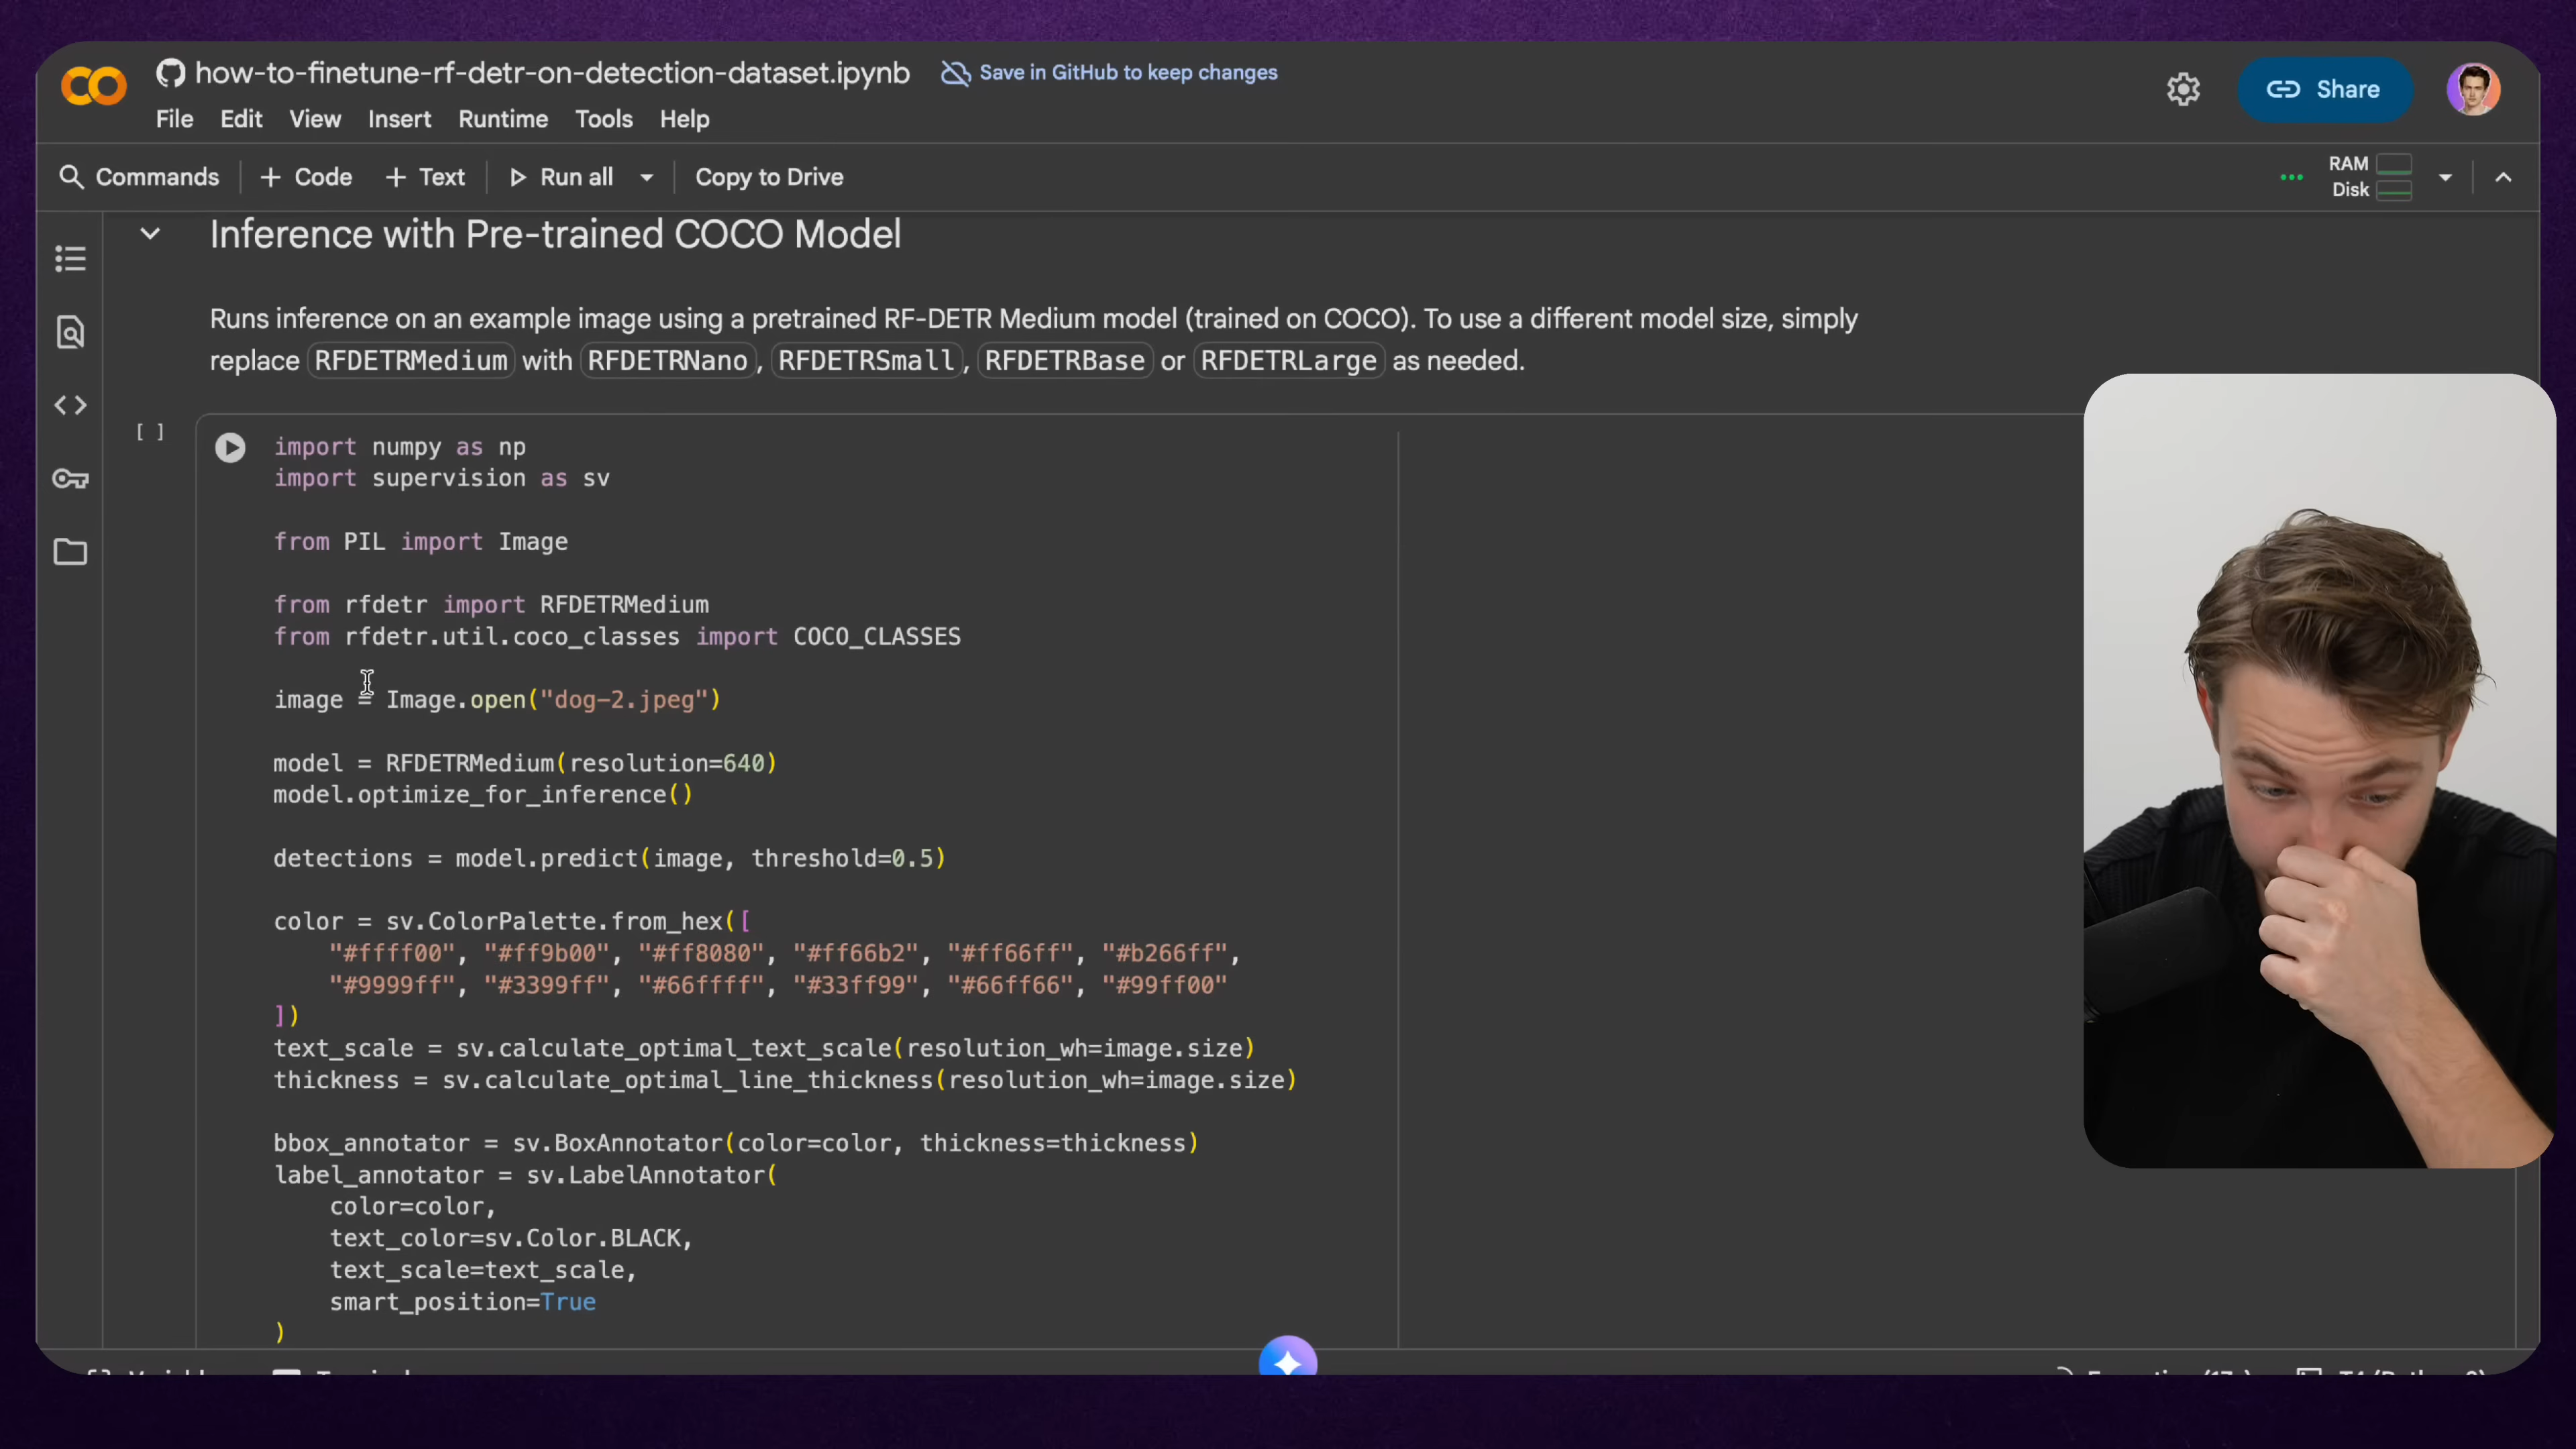 how-to-finetune-rf-detr-on-detection-dataset.ipynb Save in GitHub to keep changes
File Edit View Insert Runtime Tools Help
Share
Commands + Code + Text Run all Copy to Drive
RAM
Disk
Inference with Pre-trained COCO Model
Runs inference on an example image using a pretrained RF-DETR Medium model (trained on COCO). To use a different model size, simply
replace RFDETRMedium with RFDETRNano, RFDETRSmall, RFDETRBase or RFDETRLarge as needed.
[ ]
import numpy as np
import supervision as sv
from PIL import Image
from rfdetr import RFDETRMedium
from rfdetr.util.coco_classes import COCO_CLASSES
image = Image.open("dog-2.jpeg")
model = RFDETRMedium(resolution=640)
model.optimize_for_inference()
detections = model.predict(image, threshold=0.5)
color = sv.ColorPalette.from_hex([
"#ffff00", "#ff9b00", "#ff8080", "#ff66b2", "#ff66ff", "#b266ff",
"#9999ff", "#3399ff", "#66ffff", "#33ff99", "#66ff66", "#99ff00"
])
text_scale = sv.calculate_optimal_text_scale(resolution_wh=image.size)
thickness = sv.calculate_optimal_line_thickness(resolution_wh=image.size)
bbox_annotator = sv.BoxAnnotator(color=color, thickness=thickness)
label_annotator = sv.LabelAnnotator(
color=color,
text_color=sv.Color.BLACK,
text_scale=text_scale,
smart_position=True
)